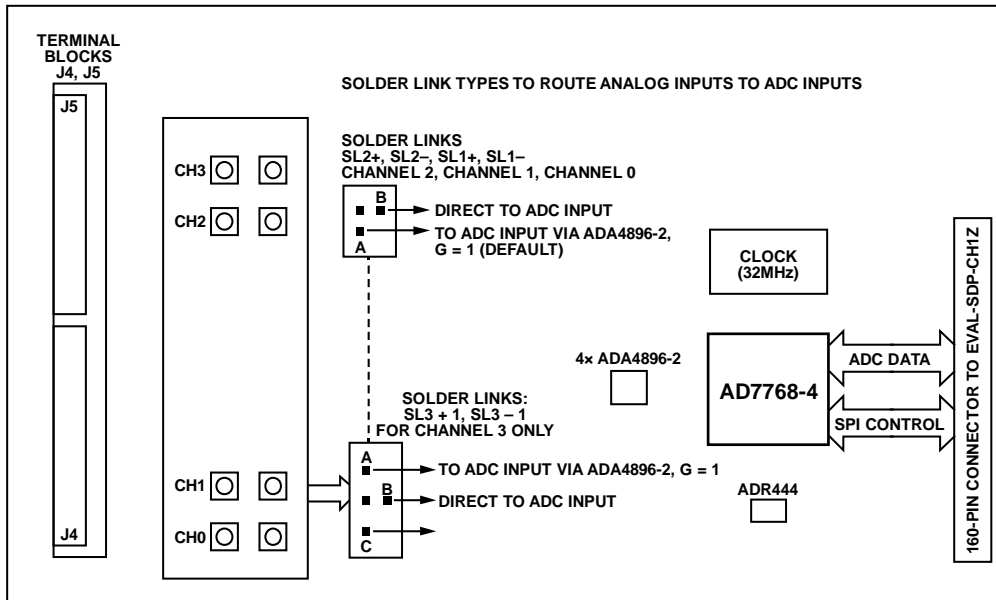 TERMINAL
BLOCKS
J4, J5
J5
J4
CH3
CH2
CH1
CH0
SOLDER LINK TYPES TO ROUTE ANALOG INPUTS TO ADC INPUTS
SOLDER LINKS
SL2+, SL2–, SL1+, SL1–
CHANNEL 2, CHANNEL 1, CHANNEL 0
B
DIRECT TO ADC INPUT
TO ADC INPUT VIA ADA4896-2,
G = 1 (DEFAULT)
A
SOLDER LINKS:
SL3 + 1, SL3 – 1
FOR CHANNEL 3 ONLY
A
TO ADC INPUT VIA ADA4896-2, G = 1
B
DIRECT TO ADC INPUT
C
4× ADA4896-2
CLOCK
(32MHz)
AD7768-4
ADR444
ADC DATA
SPI CONTROL
160-PIN CONNECTOR TO EVAL-SDP-CH1Z